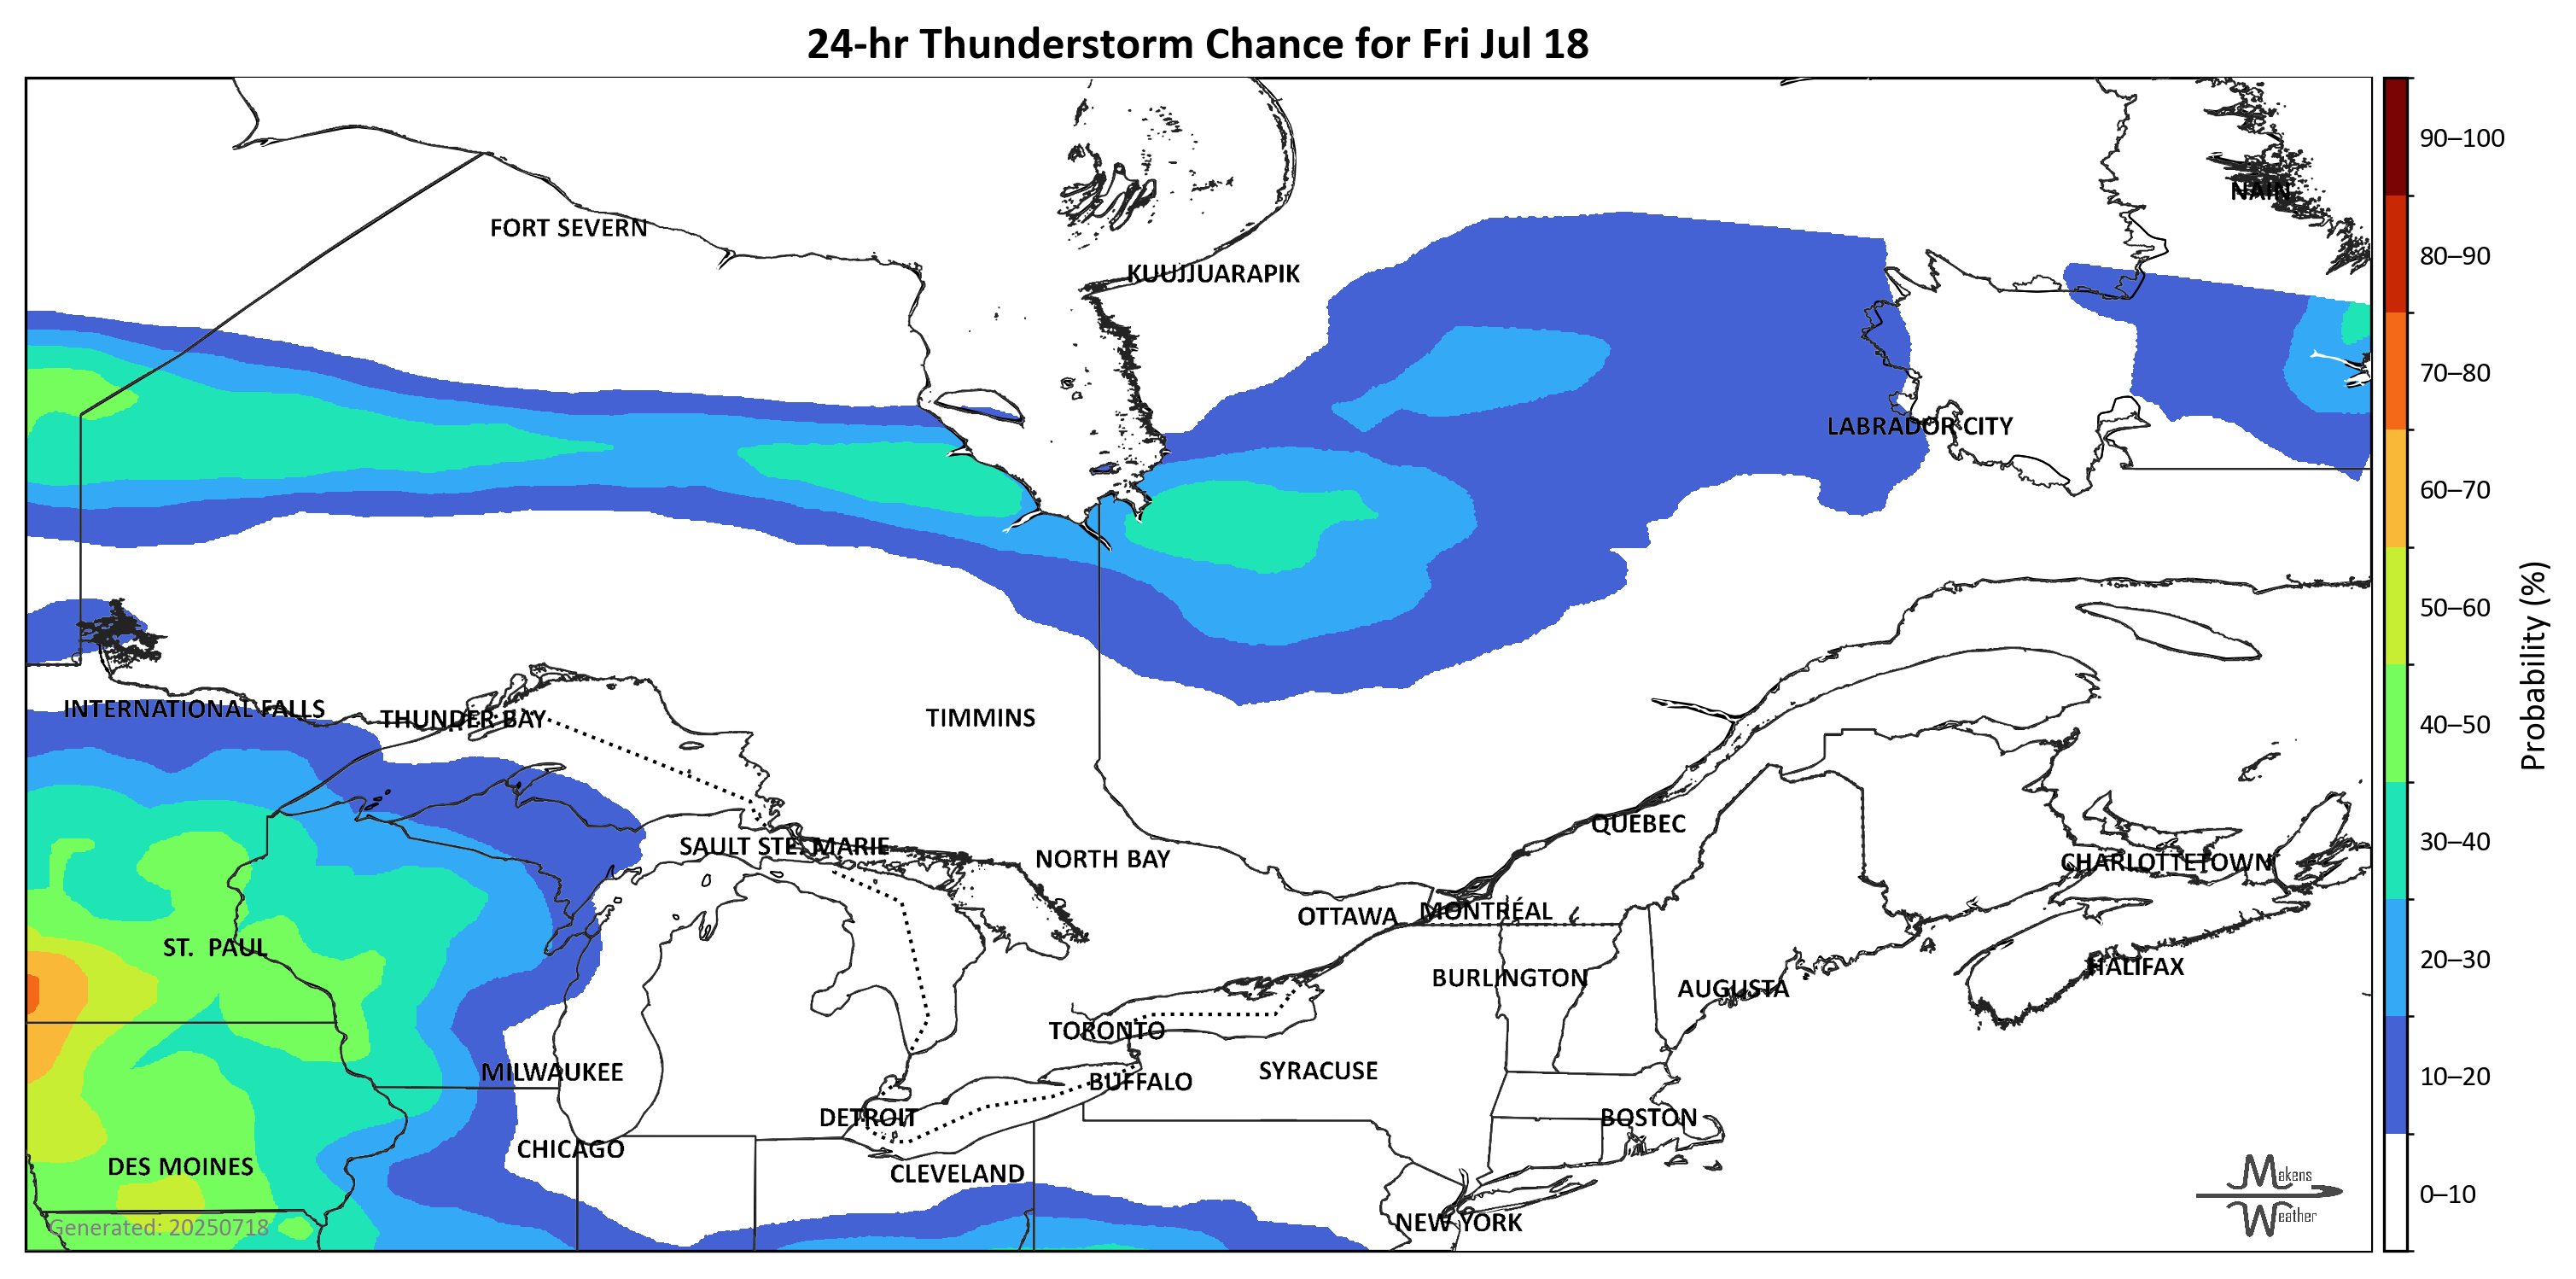 24-hr Thunderstorm Chance for Fri Jul 18
90–100
NAIN
FORT SEVERN
80–90
KUUJJUARAPIK
70–80
LABRADOR CITY
60–70
50–60
Probability (%)
INTERNATIONAL FALLS
THUNDER BAY
TIMMINS
40–50
QUEBEC
30–40
SAULT STE. MARIE
NORTH BAY
CHARLOTTETOWN
OTTAWA
MONTRÉAL
ST. PAUL
20–30
HALIFAX
BURLINGTON
AUGUSTA
TORONTO
MILWAUKEE
SYRACUSE
10–20
BUFFALO
DETROIT
BOSTON
CHICAGO
DES MOINES
CLEVELAND
Makens
Weather
0–10
NEW YORK
Generated: 20250718